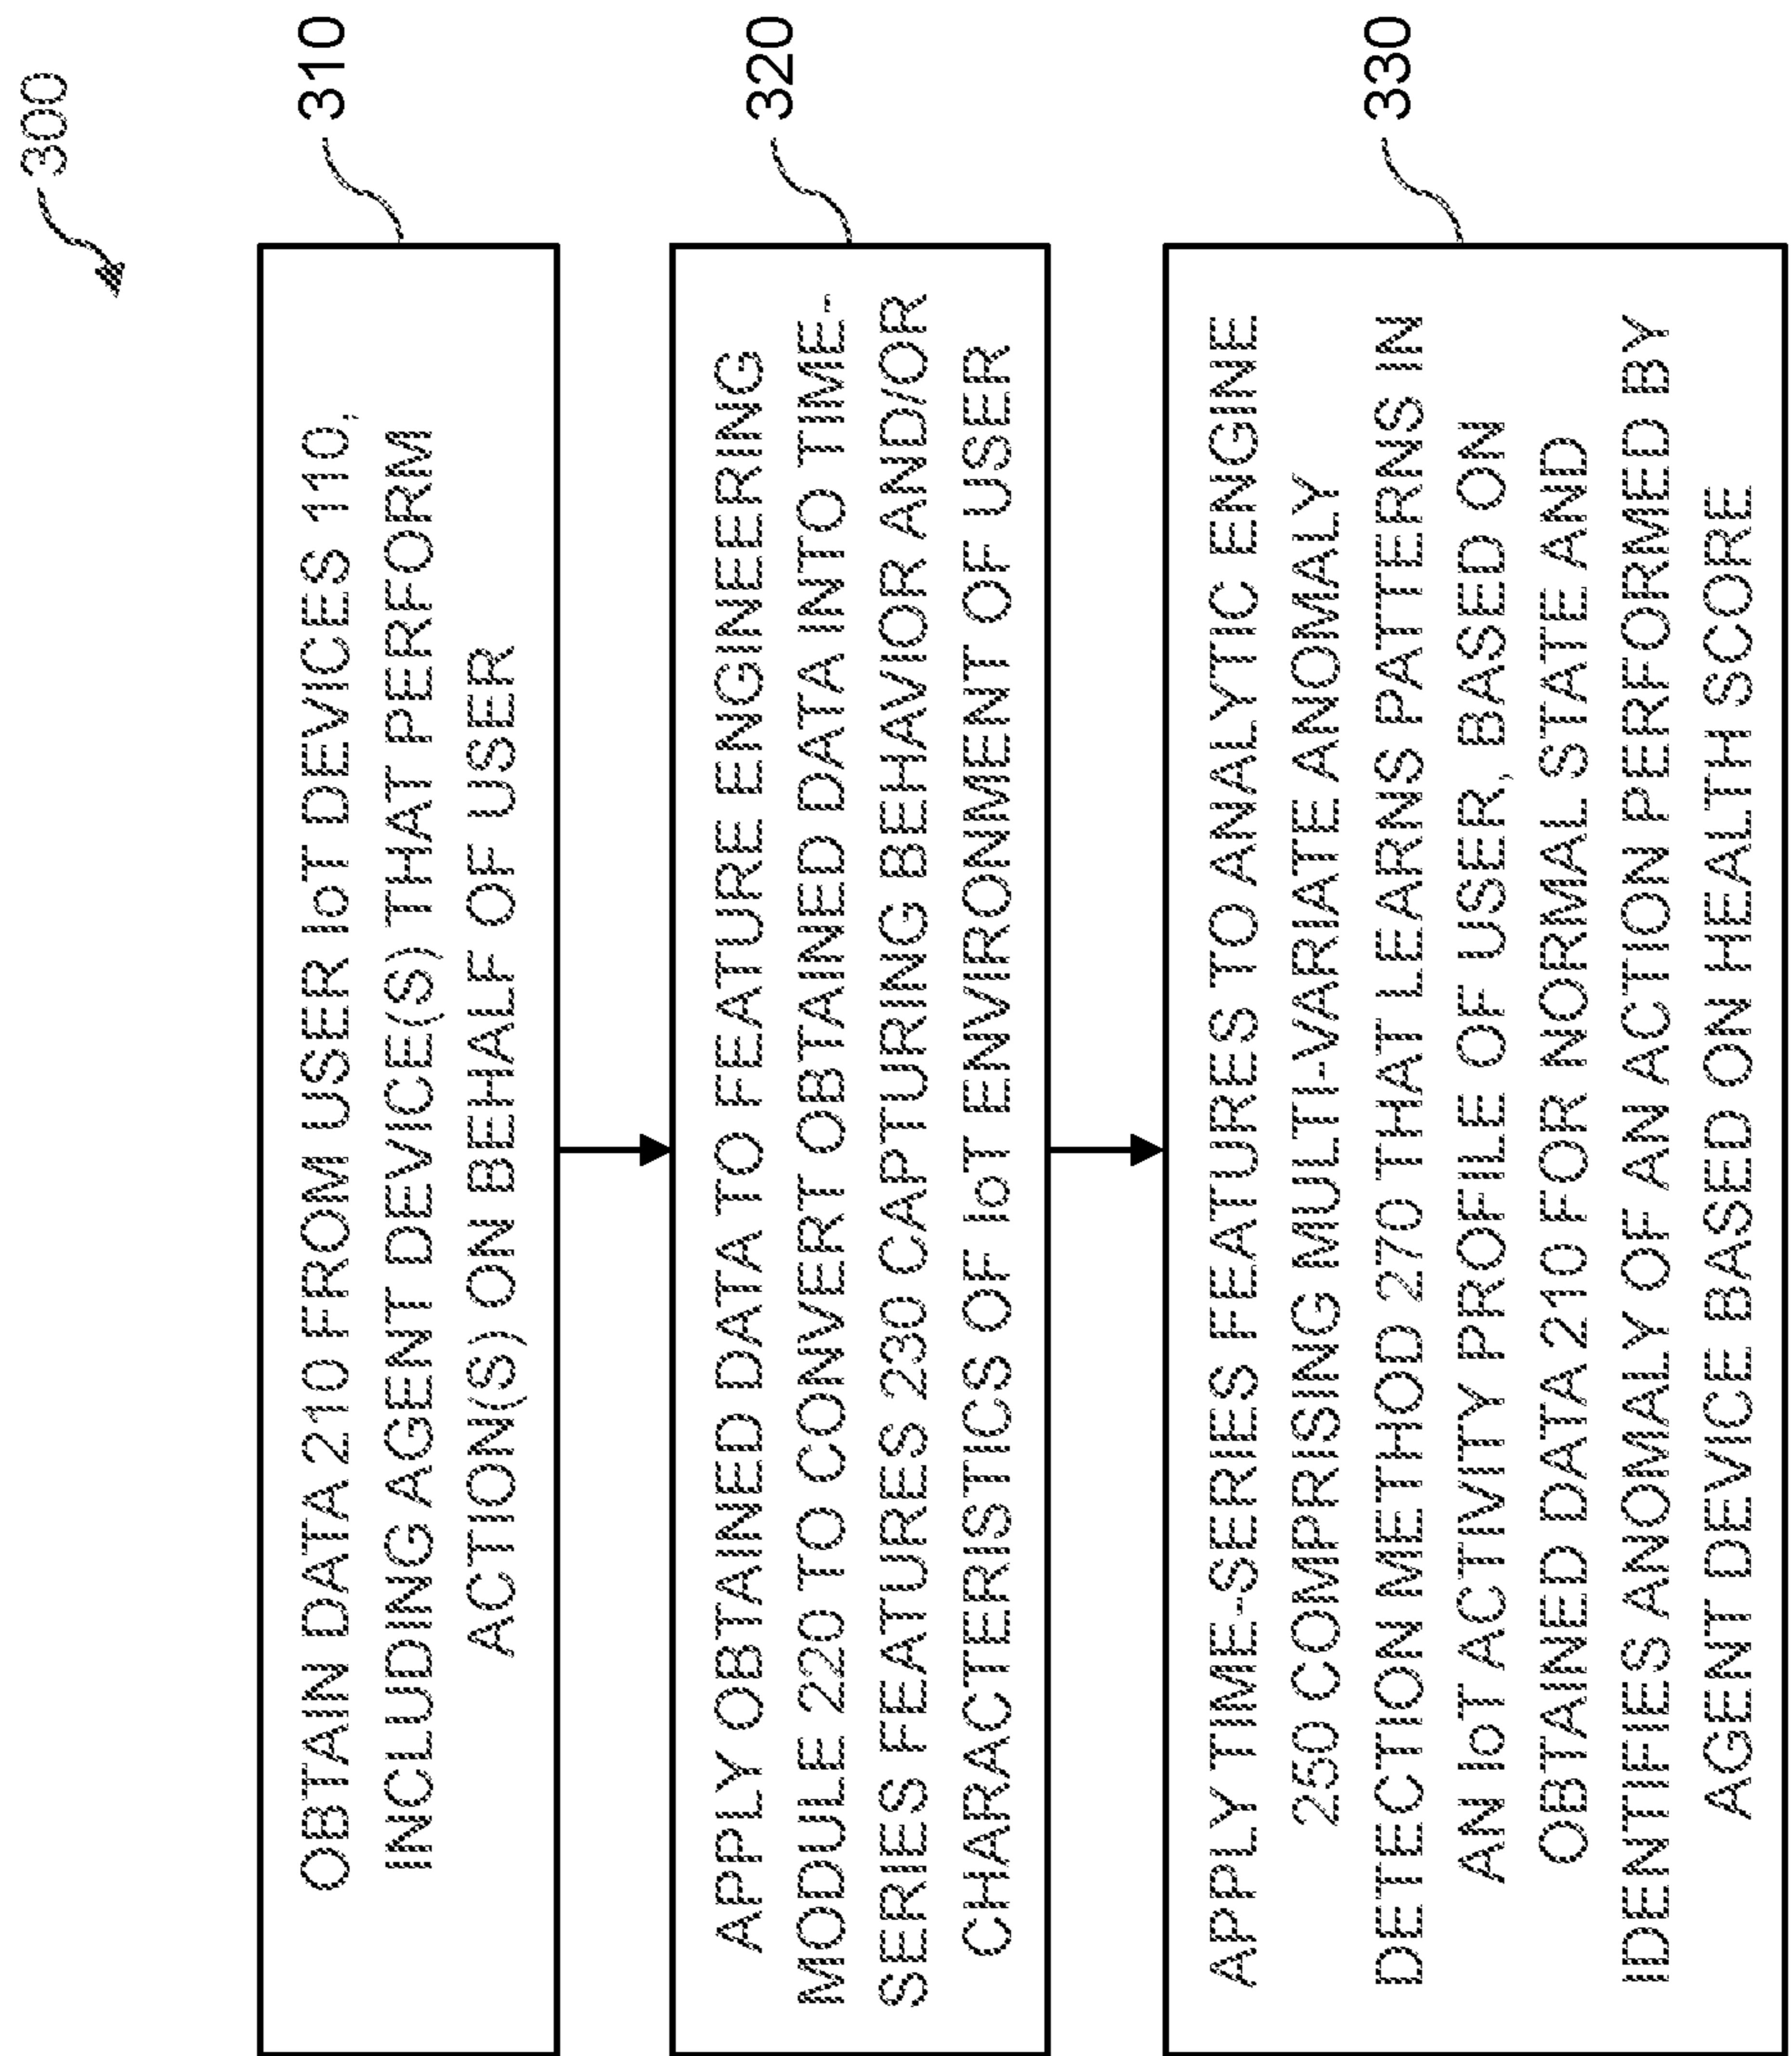 300
310
OBTAIN DATA 210 FROM USER IoT DEVICES 110,
INCLUDING AGENT DEVICE(S) THAT PERFORM
ACTION(S) ON BEHALF OF USER
320
APPLY OBTAINED DATA TO FEATURE ENGINEERING
MODULE 220 TO CONVERT OBTAINED DATA INTO TIME-
SERIES FEATURES 230 CAPTURING BEHAVIOR AND/OR
CHARACTERISTICS OF IoT ENVIRONMENT OF USER
330
APPLY TIME-SERIES FEATURES TO ANALYTIC ENGINE
250 COMPRISING MULTI-VARIATE ANOMALY
DETECTION METHOD 270 THAT LEARNS PATTERNS IN
AN IoT ACTIVITY PROFILE OF USER, BASED ON
OBTAINED DATA 210 FOR NORMAL STATE AND
IDENTIFIES ANOMALY OF AN ACTION PERFORMED BY
AGENT DEVICE BASED ON HEALTH SCORE